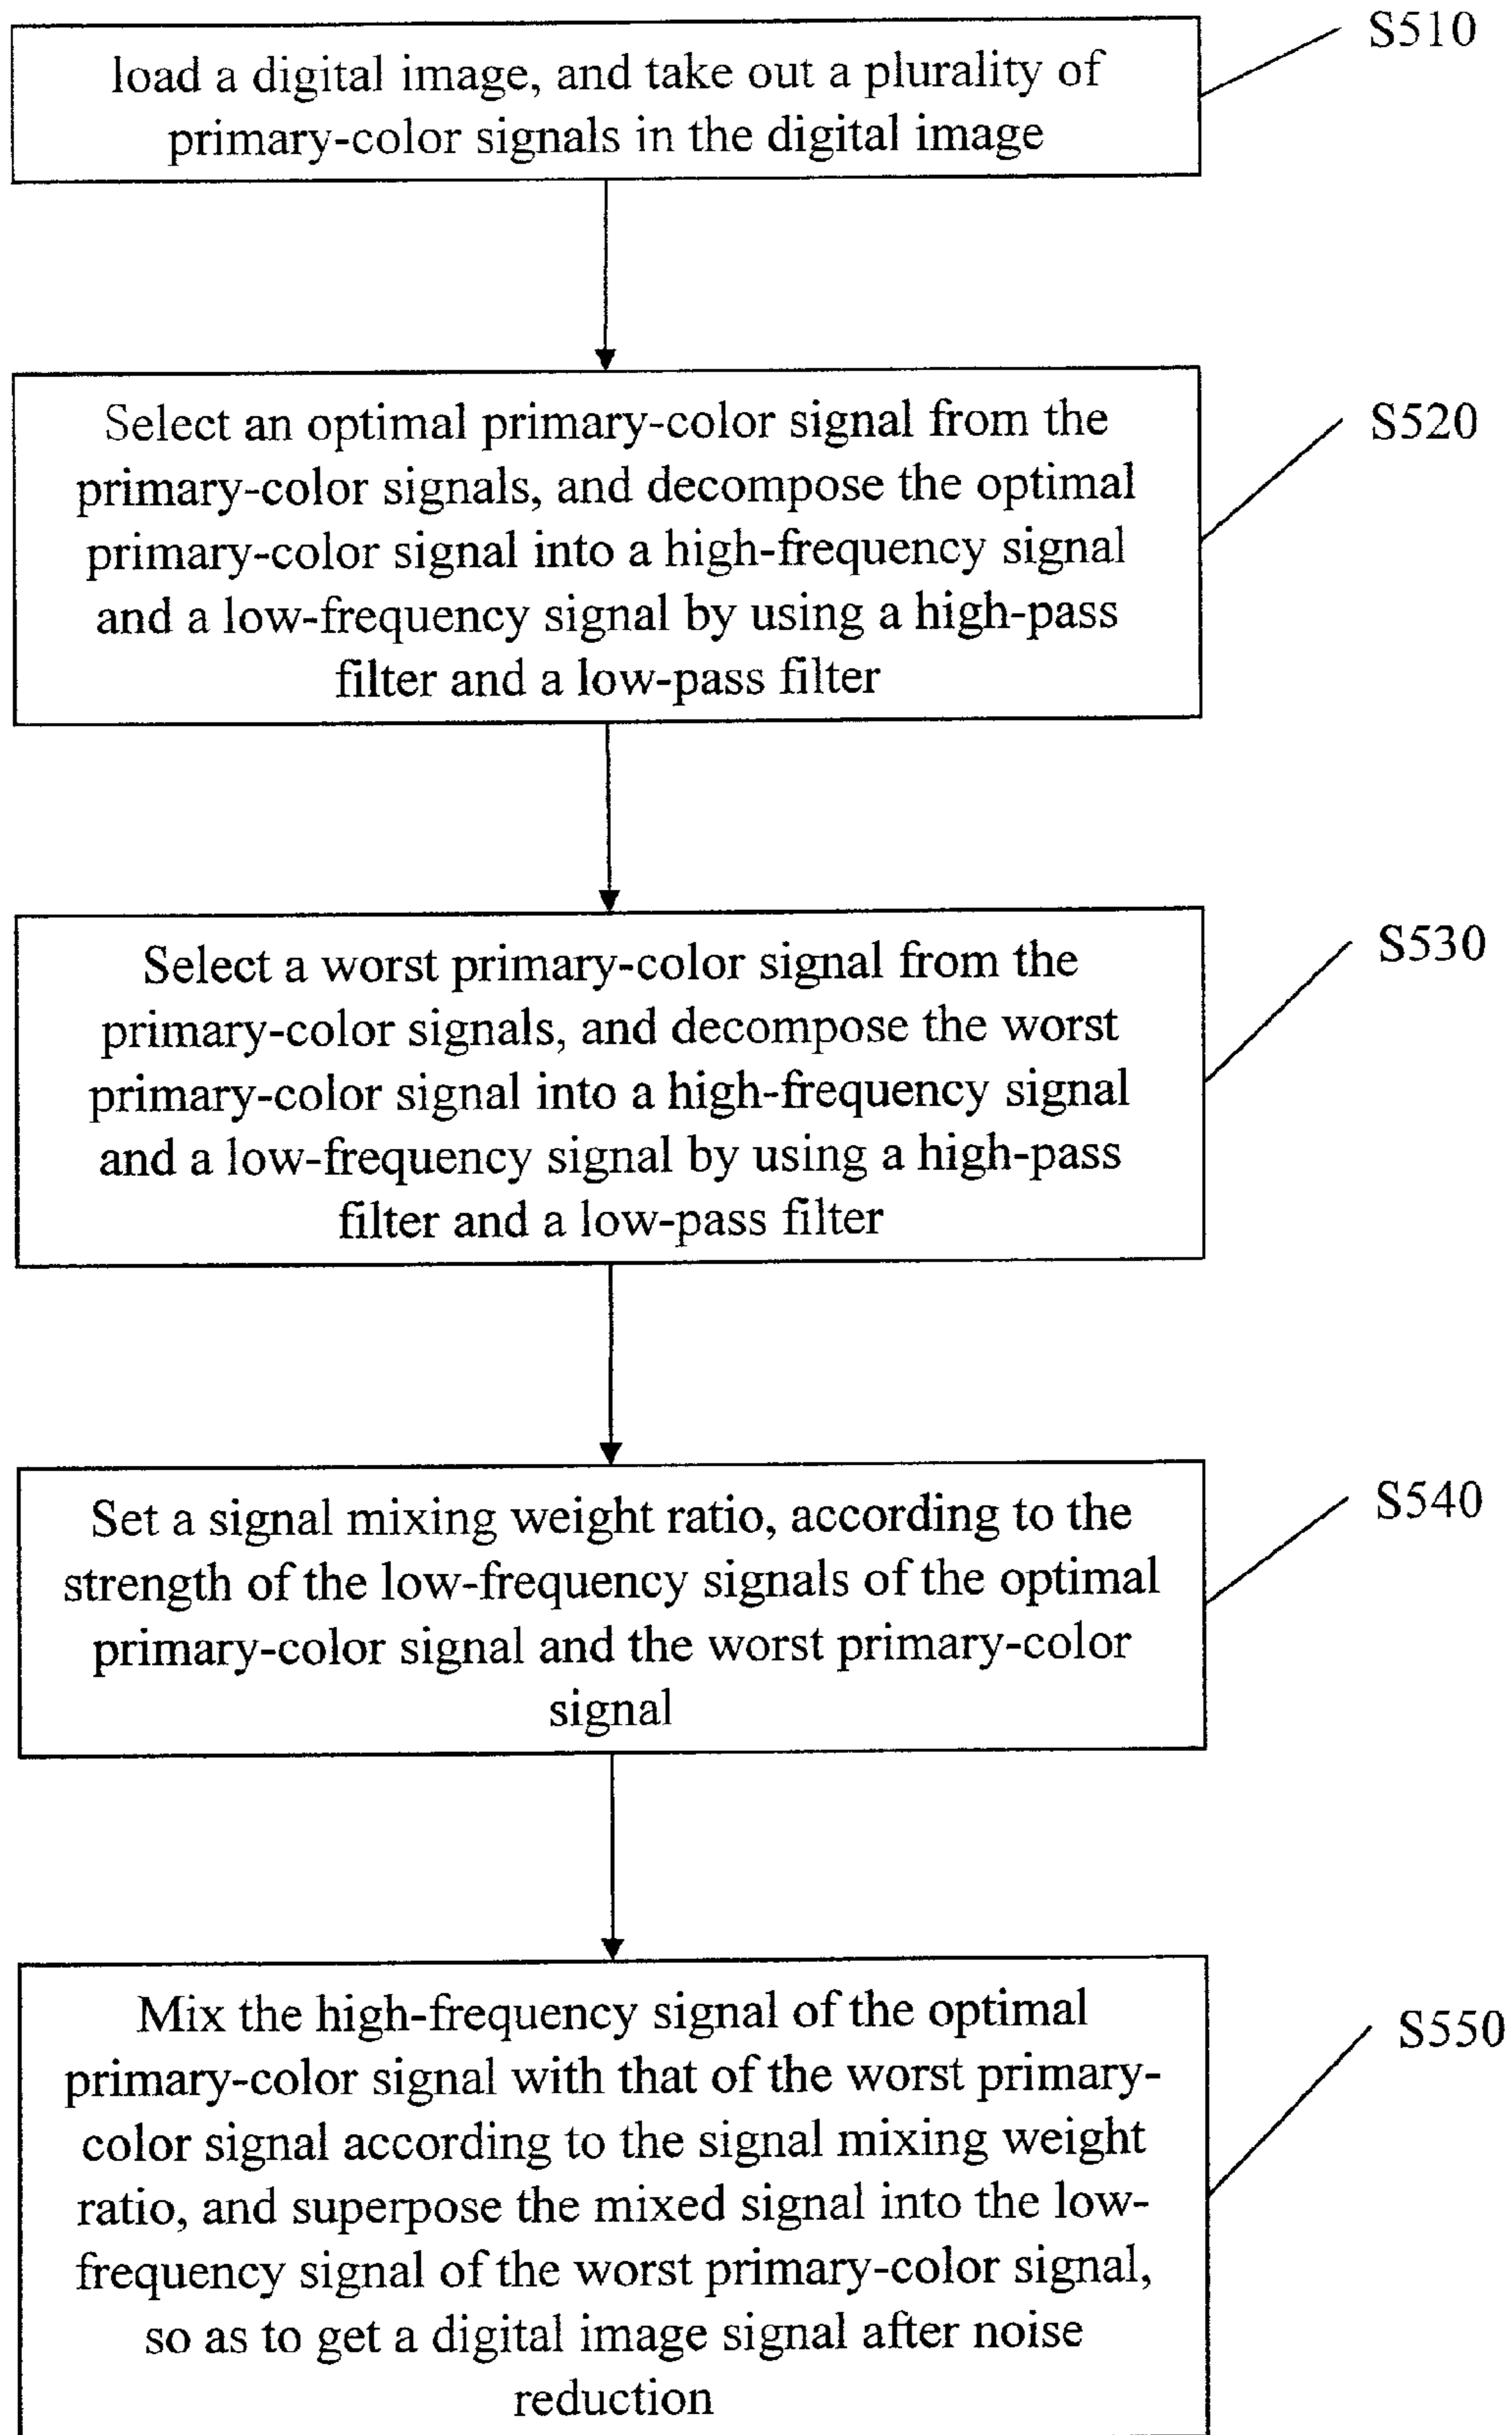 load a digital image, and take out a plurality of
primary-color signals in the digital image
S510
Select an optimal primary-color signal from the
primary-color signals, and decompose the optimal
primary-color signal into a high-frequency signal
and a low-frequency signal by using a high-pass
filter and a low-pass filter
S520
Select a worst primary-color signal from the
primary-color signals, and decompose the worst
primary-color signal into a high-frequency signal
and a low-frequency signal by using a high-pass
filter and a low-pass filter
S530
Set a signal mixing weight ratio, according to the
strength of the low-frequency signals of the optimal
primary-color signal and the worst primary-color
signal
S540
Mix the high-frequency signal of the optimal
primary-color signal with that of the worst primary-
color signal according to the signal mixing weight
ratio, and superpose the mixed signal into the low-
frequency signal of the worst primary-color signal,
so as to get a digital image signal after noise
reduction
S550